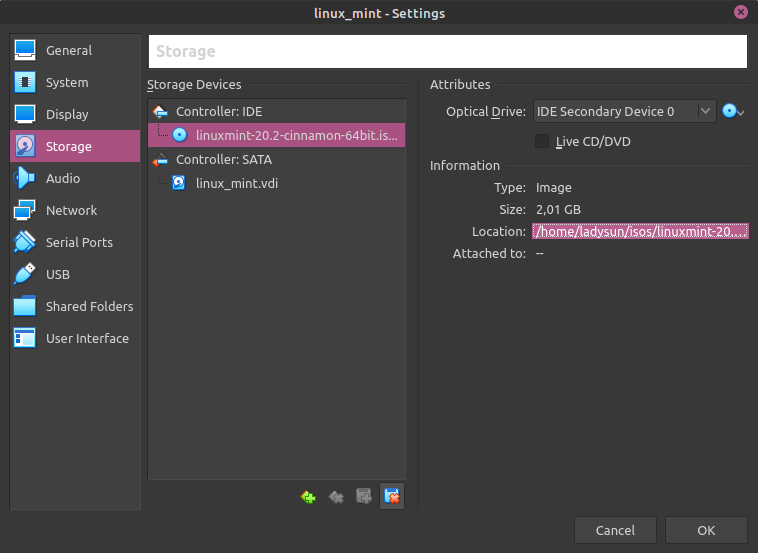 linux_mint - Settings
General
System
Display
Storage
Audio
Network
Serial Ports
USB
Shared Folders
User Interface
Storage
Storage Devices
Controller: IDE
linuxmint-20.2-cinnamon-64bit.is...
Controller: SATA
linux_mint.vdi
Attributes
Optical Drive: IDE Secondary Device 0
Live CD/DVD
Information
Type: Image
Size: 2,01 GB
Location: /home/ladysun/isos/linuxmint-20....
Attached to: --
Cancel OK